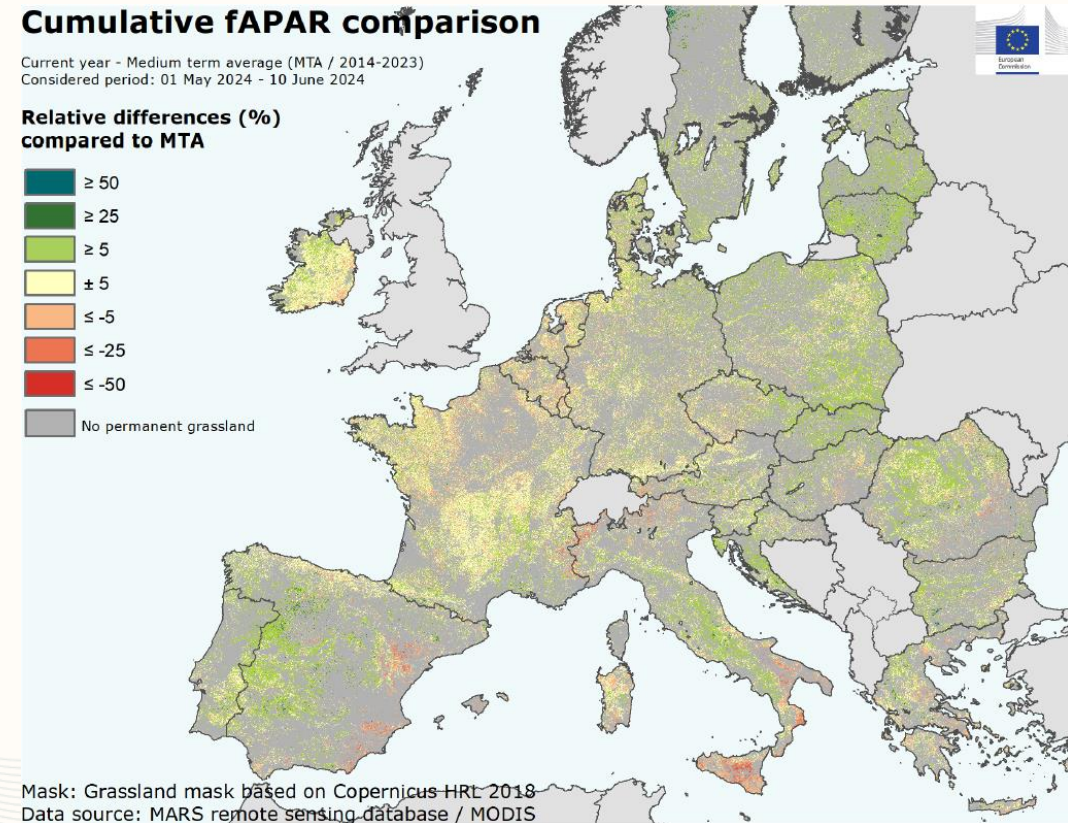 Cumulative fAPAR comparison
Current year - Medium term average (MTA / 2014-2023)
Considered period: 01 May 2024 - 10 June 2024
Relative differences (%)
compared to MTA
≥ 50
≥ 25
≥ 5
± 5
≤ -5
≤ -25
≤ -50
No permanent grassland
European
Commission
Mask: Grassland mask based on Copernicus HRL 2018
Data source: MARS remote sensing database / MODIS